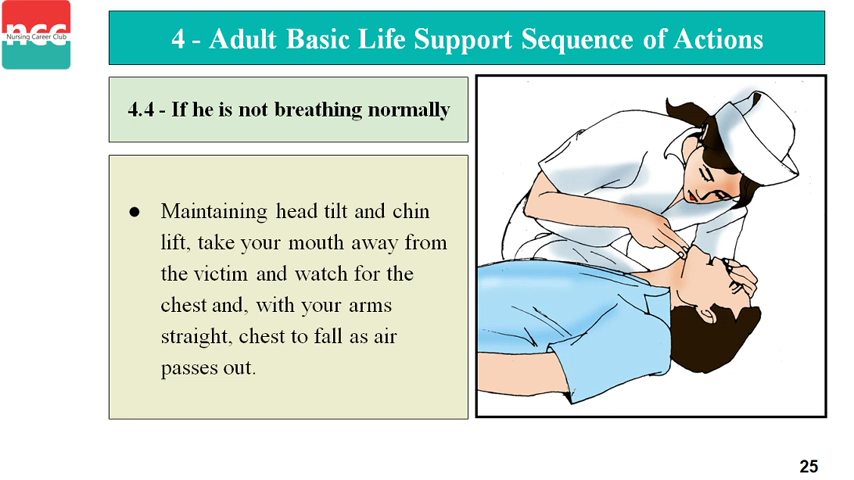 ncc
Nursing Career Club
4 - Adult Basic Life Support Sequence of Actions
4.4 - If he is not breathing normally
● Maintaining head tilt and chin
lift, take your mouth away from
the victim and watch for the
chest and, with your arms
straight, chest to fall as air
passes out.
25